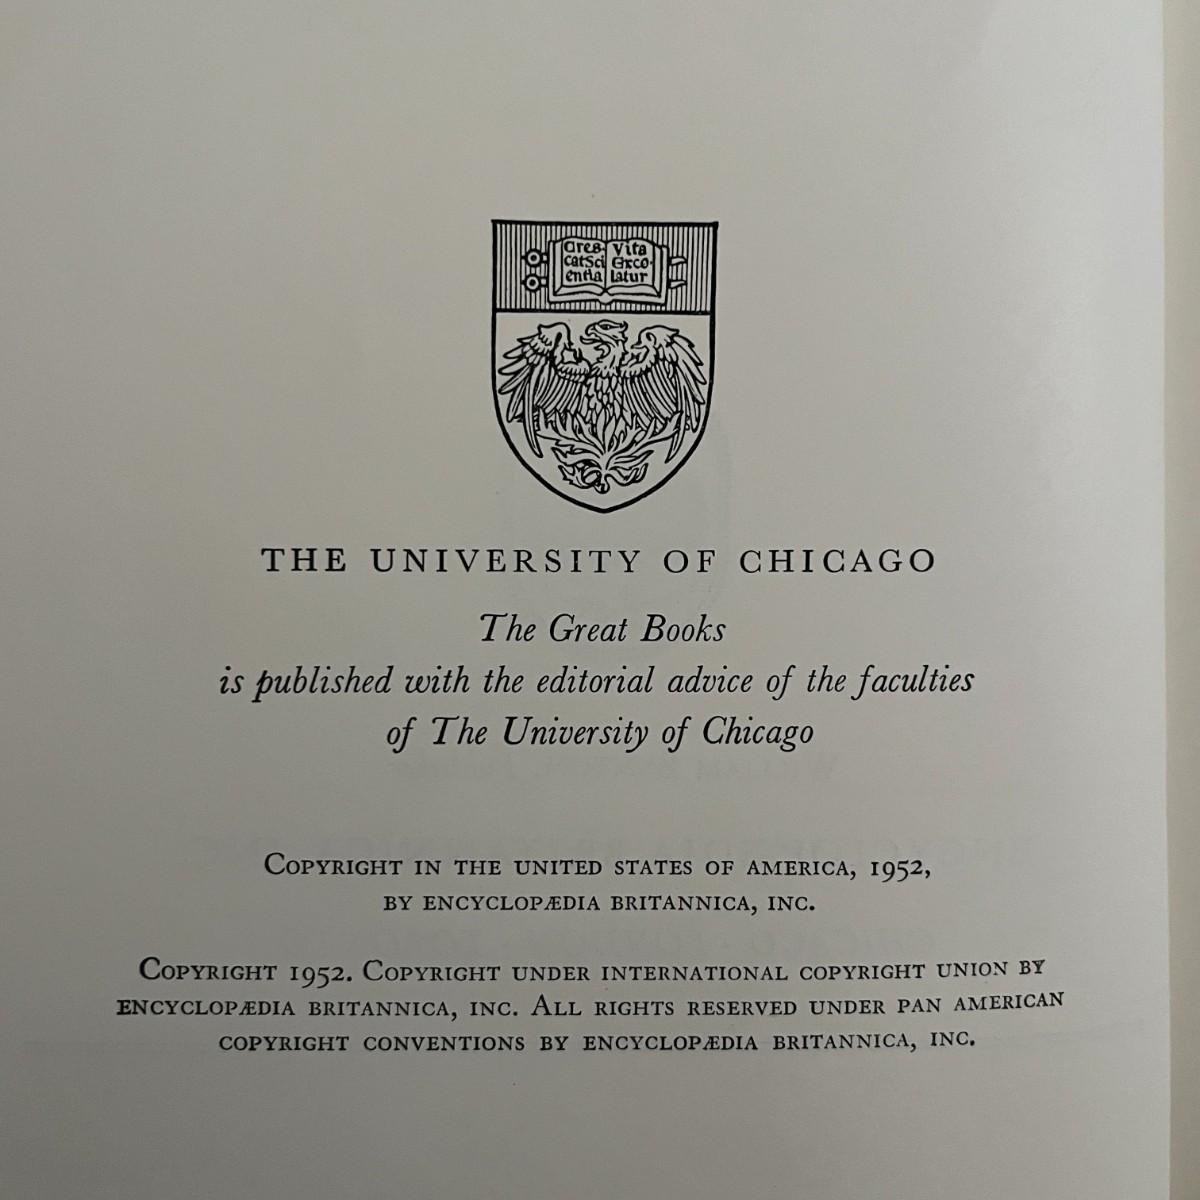 Cres- Vita
catSci Exco-
entia latur
THE UNIVERSITY OF CHICAGO
The Great Books
is published with the editorial advice of the faculties
of The University of Chicago
COPYRIGHT IN THE UNITED STATES OF AMERICA, 1952,
BY ENCYCLOPÆDIA BRITANNICA, INC.
COPYRIGHT 1952. COPYRIGHT UNDER INTERNATIONAL COPYRIGHT UNION BY
ENCYCLOPÆDIA BRITANNICA, INC. ALL RIGHTS RESERVED UNDER PAN AMERICAN
COPYRIGHT CONVENTIONS BY ENCYCLOPÆDIA BRITANNICA, INC.